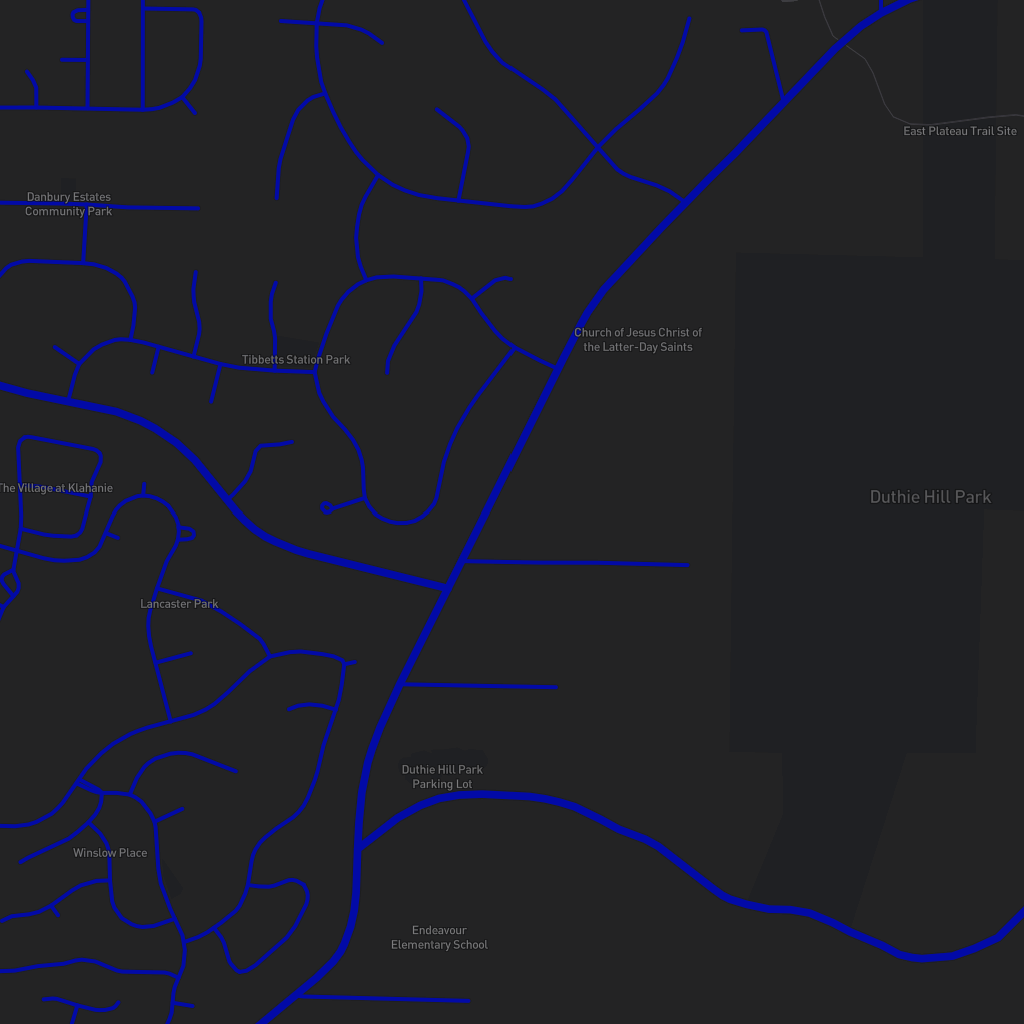 East Plateau Trail Site
Danbury Estates
Community Park
Church of Jesus Christ of
the Latter-Day Saints
Tibbetts Station Park
The Village at Klahanie
Duthie Hill Park
Lancaster Park
Duthie Hill Park
Parking Lot
Winslow Place
Endeavour
Elementary School